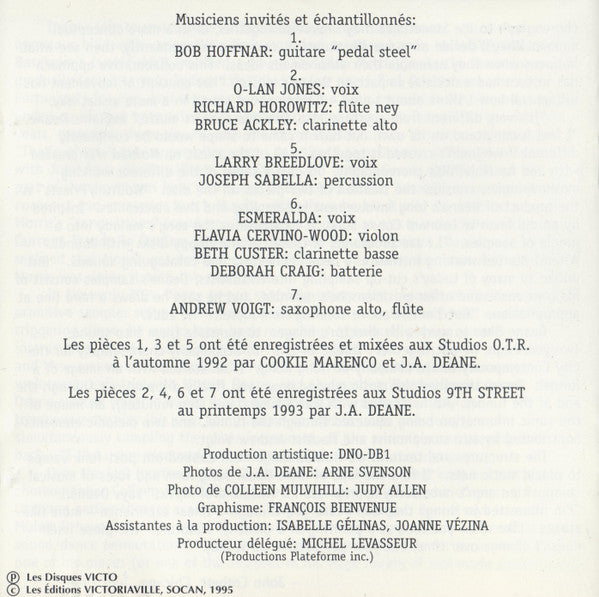 Musiciens invités et échantillonnés:
1.
BOB HOFFNAR: guitare “pedal steel”
2.
O-LAN JONES: voix
RICHARD HOROWITZ: flûte ney
BRUCE ACKLEY: clarinette alto
5.
LARRY BREEDLOVE: voix
JOSEPH SABELLA: percussion
6.
ESMERALDA: voix
FLAVIA CERVINO-WOOD: violon
BETH CUSTER: clarinette basse
DEBORAH CRAIG: batterie
7.
ANDREW VOIGT: saxophone alto, flûte
Les pièces 1, 3 et 5 ont été enregistrées et mixées aux Studios O.T.R.
à l’automne 1992 par COOKIE MARENCO et J.A. DEANE.
Les pièces 2, 4, 6 et 7 ont été enregistrées aux Studios 9TH STREET
au printemps 1993 par J.A. DEANE.
Production artistique: DNO-DB1
Photos de J.A. DEANE: ARNE SVENSON
Photo de COLLEEN MULVIHILL: JUDY ALLEN
Graphisme: FRANÇOIS BIENVENUE
Assistantes à la production: ISABELLE GÉLINAS, JOANNE VÉZINA
Producteur délégué: MICHEL LEVASSEUR
(Productions Plateforme inc.)
℗ Les Disques VICTO
© Les Éditions VICTORIAVILLE, SOCAN, 1995